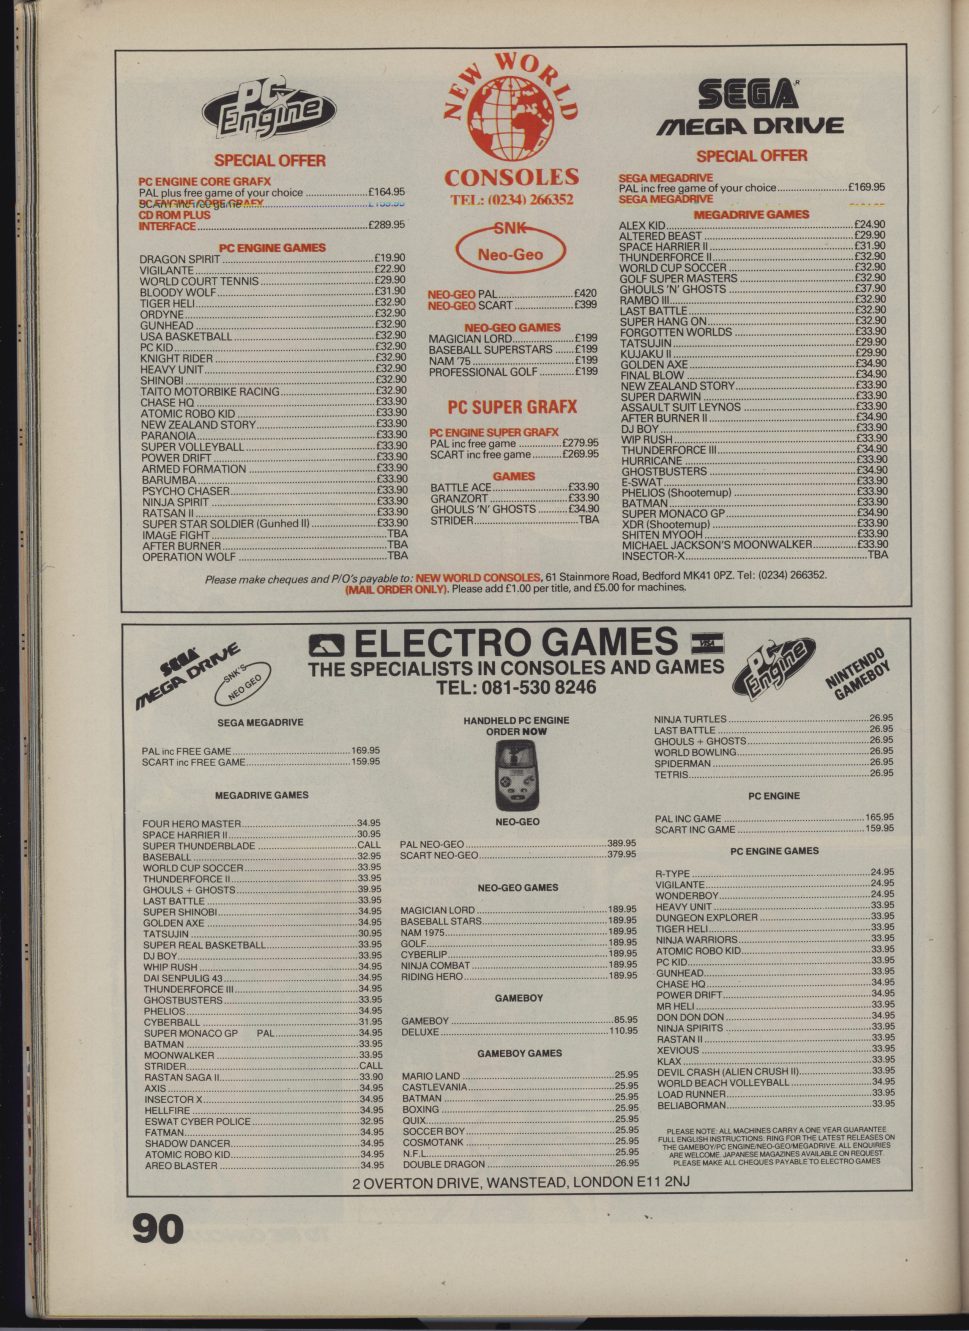 PC Engine
SPECIAL OFFER
PC ENGINE CORE GRAFX
PAL plus free game of your choice ......................£164.95
SCART inc free game
CD ROM PLUS
INTERFACE ..............................£289.95
PC ENGINE GAMES
DRAGON SPIRIT ..............................£19.90
VIGILANTE ..............................£22.90
WORLD COURT TENNIS ..............................£29.90
BLOODY WOLF ..............................£31.90
TIGER HELI ..............................£32.90
ORDYNE ..............................£32.90
GUNHEAD ..............................£32.90
USA BASKETBALL ..............................£32.90
PC KID ..............................£32.90
KNIGHT RIDER ..............................£32.90
HEAVY UNIT ..............................£32.90
SHINOBI ..............................£32.90
TAITO MOTORBIKE RACING ..............................£32.90
CHASE HQ ..............................£33.90
ATOMIC ROBO KID ..............................£33.90
NEW ZEALAND STORY ..............................£33.90
PARANOIA ..............................£33.90
SUPER VOLLEYBALL ..............................£33.90
POWER DRIFT ..............................£33.90
ARMED FORMATION ..............................£33.90
BARUMBA ..............................£33.90
PSYCHO CHASER ..............................£33.90
NINJA SPIRIT ..............................£33.90
RATSAN II ..............................£33.90
SUPER STAR SOLDIER (Gunhed II) ..............................£33.90
IMAGE FIGHT ..............................TBA
AFTER BURNER ..............................TBA
OPERATION WOLF ..............................TBA
NEW WORLD
CONSOLES
TEL: (0234) 266352
SNK
Neo-Geo
NEO-GEO PAL ......................£420
NEO-GEO SCART ......................£399
NEO-GEO GAMES
MAGICIAN LORD ......................£199
BASEBALL SUPERSTARS ......................£199
NAM '75 ......................£199
PROFESSIONAL GOLF ......................£199
PC SUPER GRAFX
PC ENGINE SUPER GRAFX
PAL inc free game ......................£279.95
SCART inc free game ......................£269.95
GAMES
BATTLE ACE ......................£33.90
GRANZORT ......................£33.90
GHOULS 'N' GHOSTS ......................£34.90
STRIDER ......................TBA
SEGA®
MEGA DRIVE
SPECIAL OFFER
SEGA MEGADRIVE
PAL inc free game of your choice ......................£169.95
SEGA MEGADRIVE
MEGADRIVE GAMES
ALEX KID ..............................£24.90
ALTERED BEAST ..............................£29.90
SPACE HARRIER II ..............................£31.90
THUNDERFORCE II ..............................£32.90
WORLD CUP SOCCER ..............................£32.90
GOLF SUPER MASTERS ..............................£32.90
GHOULS 'N' GHOSTS ..............................£37.90
RAMBO III ..............................£32.90
LAST BATTLE ..............................£32.90
SUPER HANG ON ..............................£32.90
FORGOTTEN WORLDS ..............................£33.90
TATSUJIN ..............................£29.90
KUJAKU II ..............................£29.90
GOLDEN AXE ..............................£34.90
FINAL BLOW ..............................£34.90
NEW ZEALAND STORY ..............................£33.90
SUPER DARWIN ..............................£33.90
ASSAULT SUIT LEYNOS ..............................£33.90
AFTER BURNER II ..............................£34.90
DJ BOY ..............................£33.90
WIP RUSH ..............................£33.90
THUNDERFORCE III ..............................£34.90
HURRICANE ..............................£33.90
GHOSTBUSTERS ..............................£34.90
E-SWAT ..............................£33.90
PHELIOS (Shootemup) ..............................£33.90
BATMAN ..............................£33.90
SUPER MONACO GP ..............................£34.90
XDR (Shootemup) ..............................£33.90
SHITEN MYOOH ..............................£33.90
MICHAEL JACKSON'S MOONWALKER ..............................£33.90
INSECTOR-X ..............................TBA
Please make cheques and P/O's payable to: NEW WORLD CONSOLES, 61 Stainmore Road, Bedford MK41 0PZ. Tel: (0234) 266352.
(MAIL ORDER ONLY). Please add £1.00 per title, and £5.00 for machines.
SEGA
MEGA DRIVE
SNK'S
NEO GEO
ELECTRO GAMES
VISA
THE SPECIALISTS IN CONSOLES AND GAMES
TEL: 081-530 8246
PC Engine
NINTENDO
GAMEBOY
SEGA MEGADRIVE
PAL inc FREE GAME ......................169.95
SCART inc FREE GAME ......................159.95
MEGADRIVE GAMES
FOUR HERO MASTER ......................34.95
SPACE HARRIER II ......................30.95
SUPER THUNDERBLADE ......................CALL
BASEBALL ......................32.95
WORLD CUP SOCCER ......................33.95
THUNDERFORCE II ......................33.95
GHOULS + GHOSTS ......................39.95
LAST BATTLE ......................33.95
SUPER SHINOBI ......................34.95
GOLDEN AXE ......................34.95
TATSUJIN ......................30.95
SUPER REAL BASKETBALL ......................33.95
DJ BOY ......................33.95
WHIP RUSH ......................34.95
DAI SENPULIG 43 ......................34.95
THUNDERFORCE III ......................34.95
GHOSTBUSTERS ......................33.95
PHELIOS ......................34.95
CYBERBALL ......................31.95
SUPER MONACO GP PAL ......................34.95
BATMAN ......................33.95
MOONWALKER ......................33.95
STRIDER ......................CALL
RASTAN SAGA II ......................33.90
AXIS ......................34.95
INSECTOR X ......................34.95
HELLFIRE ......................34.95
ESWAT CYBER POLICE ......................32.95
FATMAN ......................34.95
SHADOW DANCER ......................34.95
ATOMIC ROBO KID ......................34.95
AREO BLASTER ......................34.95
HANDHELD PC ENGINE
ORDER NOW
NEO-GEO
PAL NEO-GEO ......................389.95
SCART NEO-GEO ......................379.95
NEO-GEO GAMES
MAGICIAN LORD ......................189.95
BASEBALL STARS ......................189.95
NAM 1975 ......................189.95
GOLF ......................189.95
CYBERLIP ......................189.95
NINJA COMBAT ......................189.95
RIDING HERO ......................189.95
GAMEBOY
GAMEBOY ......................85.95
DELUXE ......................110.95
GAMEBOY GAMES
MARIO LAND ......................25.95
CASTLEVANIA ......................25.95
BATMAN ......................25.95
BOXING ......................25.95
QUIX ......................25.95
SOCCER BOY ......................25.95
COSMOTANK ......................25.95
N.F.L. ......................25.95
DOUBLE DRAGON ......................26.95
NINJA TURTLES ......................26.95
LAST BATTLE ......................26.95
GHOULS + GHOSTS ......................26.95
WORLD BOWLING ......................26.95
SPIDERMAN ......................26.95
TETRIS ......................26.95
PC ENGINE
PAL INC GAME ......................165.95
SCART INC GAME ......................159.95
PC ENGINE GAMES
R-TYPE ......................24.95
VIGILANTE ......................24.95
WONDERBOY ......................24.95
HEAVY UNIT ......................33.95
DUNGEON EXPLORER ......................33.95
TIGER HELI ......................33.95
NINJA WARRIORS ......................33.95
ATOMIC ROBO KID ......................33.95
PC KID ......................33.95
GUNHEAD ......................33.95
CHASE HQ ......................34.95
POWER DRIFT ......................34.95
MR HELI ......................33.95
DON DON DON ......................34.95
NINJA SPIRITS ......................33.95
RASTAN II ......................33.95
XEVIOUS ......................33.95
KLAX ......................33.95
DEVIL CRASH (ALIEN CRUSH II) ......................33.95
WORLD BEACH VOLLEYBALL ......................34.95
LOAD RUNNER ......................33.95
BELIABORMAN ......................33.95
PLEASE NOTE: ALL MACHINES CARRY A ONE YEAR GUARANTEE
FULL ENGLISH INSTRUCTIONS: RING FOR THE LATEST RELEASES ON
THE GAMEBOY/PC ENGINE/NEO-GEO/MEGADRIVE. ALL ENQUIRIES
ARE WELCOME. JAPANESE MAGAZINES AVAILABLE ON REQUEST.
PLEASE MAKE ALL CHEQUES PAYABLE TO ELECTRO GAMES
2 OVERTON DRIVE, WANSTEAD, LONDON E11 2NJ
90